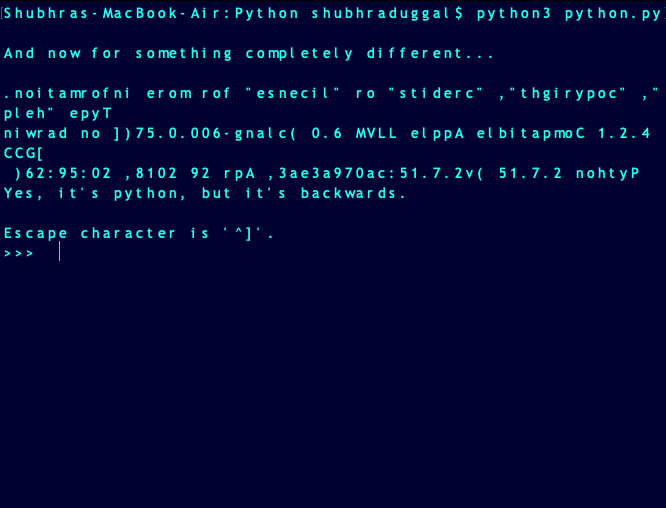 [Shubhras-MacBook-Air:Python shubhraduggal$ python3 python.py
And now for something completely different...
.noitamrofni erom rof "esnecil" ro "stiderc" ,"thgirypoc" ,"
pleh" epyT
niwrad no ])75.0.006-gnalc( 0.6 MVLL elppA elbitapmoC 1.2.4
CCG[
)62:95:02 ,8102 92 rpA ,3ae3a970ac:51.7.2v( 51.7.2 nohtyP
Yes, it's python, but it's backwards.
Escape character is '^]'.
>>>